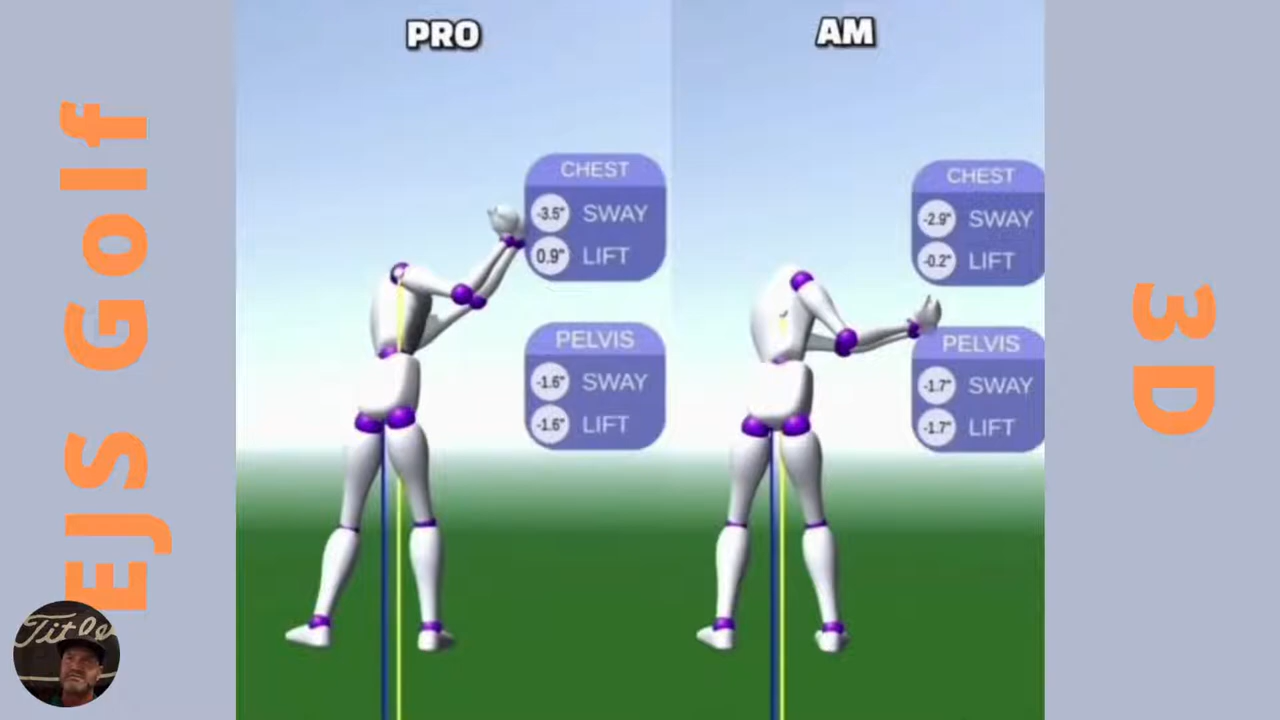 EJS Golf
PRO
CHEST
-3.5" SWAY
0.9" LIFT
PELVIS
-1.6" SWAY
-1.6" LIFT
AM
CHEST
-2.9" SWAY
-0.2" LIFT
PELVIS
-1.7" SWAY
-1.7" LIFT
3D